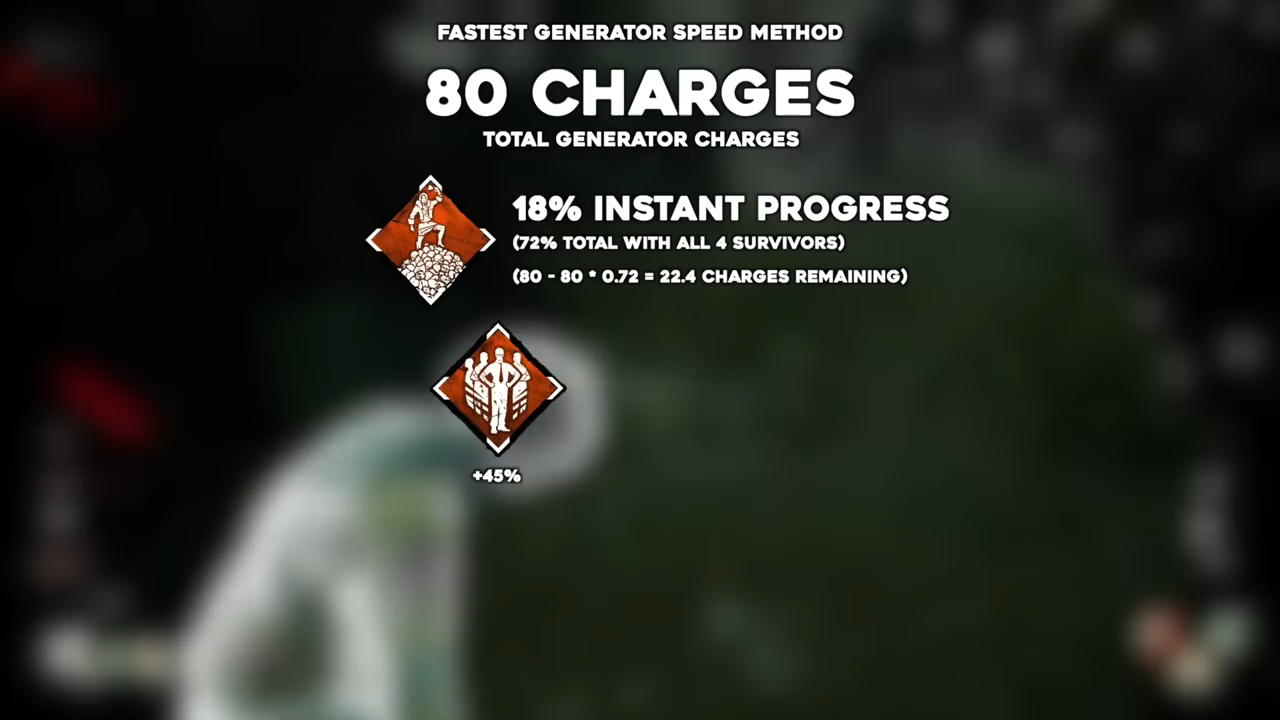 FASTEST GENERATOR SPEED METHOD
80 CHARGES
TOTAL GENERATOR CHARGES
18% INSTANT PROGRESS
(72% TOTAL WITH ALL 4 SURVIVORS)
(80 - 80 * 0.72 = 22.4 CHARGES REMAINING)
+45%